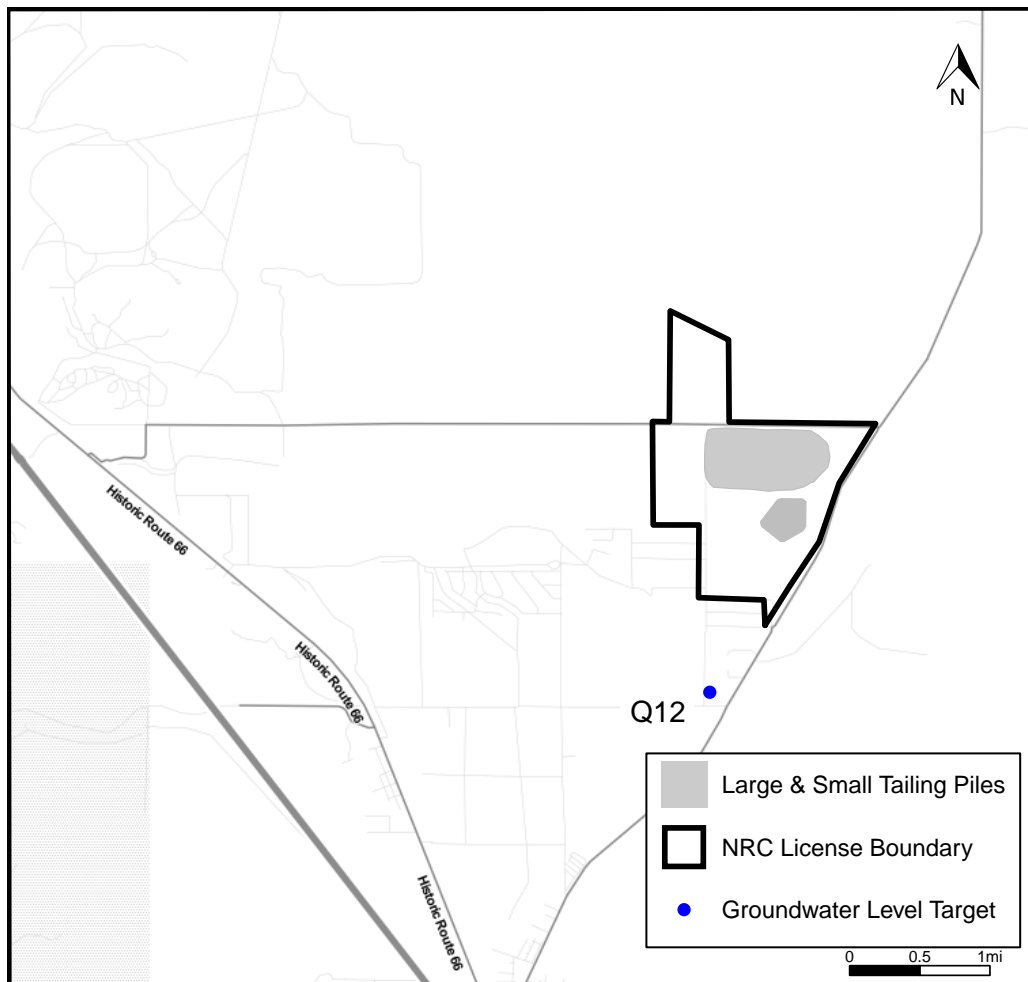 N
Historic Route 66
Historic Route 66
Q12
Large & Small Tailing Piles
NRC License Boundary
Historic Route 66
Groundwater Level Target
0 0.5 1mi